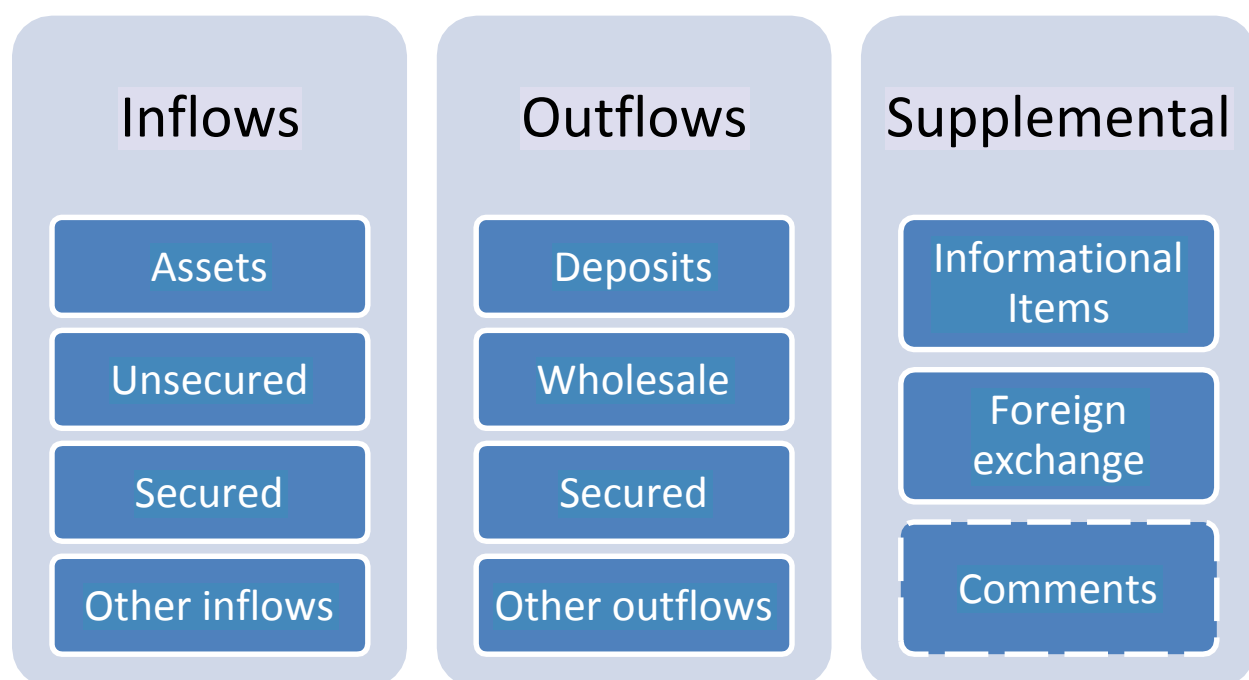 Inflows
Assets
Unsecured
Secured
Other inflows
Outflows
Deposits
Wholesale
Secured
Other outflows
Supplemental
Informational
Items
Foreign
exchange
Comments